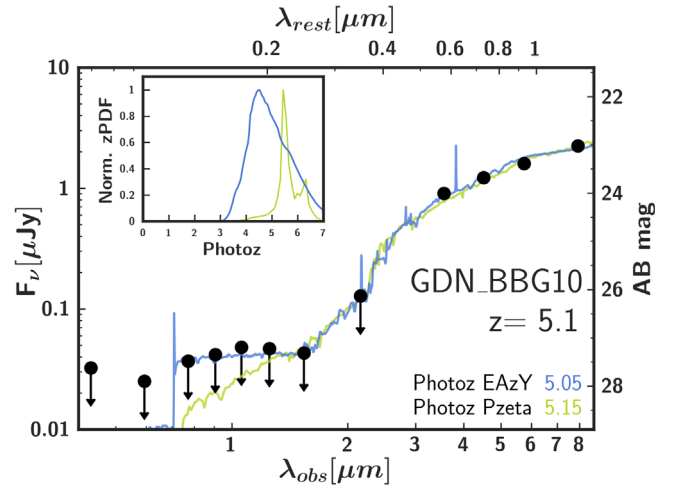 λrest[μm]
0.2 0.4 0.6 0.8 1
10 1 0.1 0.01
Fν[μJy]
22 24 26 28
AB mag
1 0.8 0.6 0.4 0.2 0
Norm. zPDF
0 1 2 3 4 5 6 7
Photoz
GDN_BBG10
z= 5.1
Photoz EAzY 5.05
Photoz Pzeta 5.15
1 2 3 4 5 6 7 8
λobs[μm]